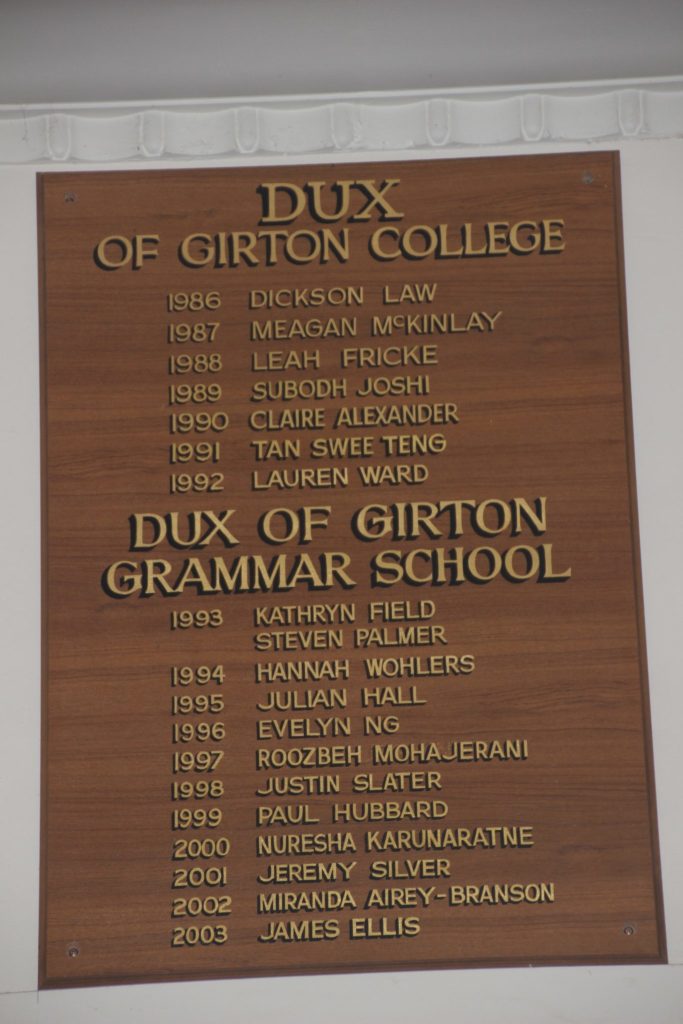 DUX
OF GIRTON COLLEGE
1986 DICKSON LAW
1987 MEAGAN McKINLAY
1988 LEAH FRICKE
1989 SUBODH JOSHI
1990 CLAIRE ALEXANDER
1991 TAN SWEE TENG
1992 LAUREN WARD
DUX OF GIRTON
GRAMMAR SCHOOL
1993 KATHRYN FIELD
STEVEN PALMER
1994 HANNAH WOHLERS
1995 JULIAN HALL
1996 EVELYN NG
1997 ROOZBEH MOHAJERANI
1998 JUSTIN SLATER
1999 PAUL HUBBARD
2000 NURESHA KARUNARATNE
2001 JEREMY SILVER
2002 MIRANDA AIREY-BRANSON
2003 JAMES ELLIS